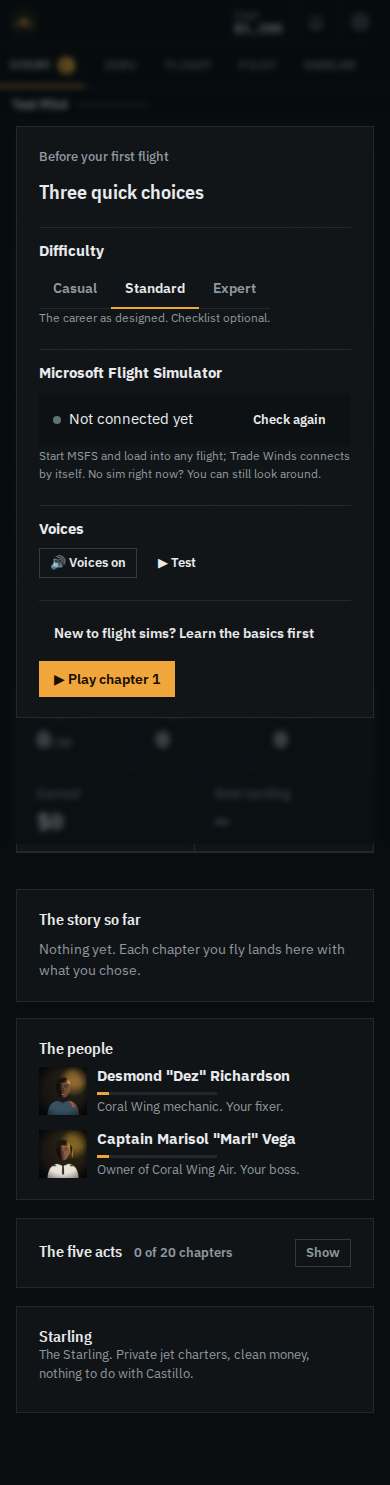 Before your first flight
Three quick choices
Difficulty
Casual Standard Expert
The career as designed. Checklist optional.
Microsoft Flight Simulator
Not connected yet Check again
Start MSFS and load into any flight; Trade Winds connects
by itself. No sim right now? You can still look around.
Voices
🔊 Voices on ▶ Test
New to flight sims? Learn the basics first
▶ Play chapter 1
0 0
$0
The story so far
Nothing yet. Each chapter you fly lands here with
what you chose.
The people
Desmond "Dez" Richardson
Coral Wing mechanic. Your fixer.
Captain Marisol "Mari" Vega
Owner of Coral Wing Air. Your boss.
The five acts 0 of 20 chapters Show
Starling
The Starling. Private jet charters, clean money,
nothing to do with Castillo.